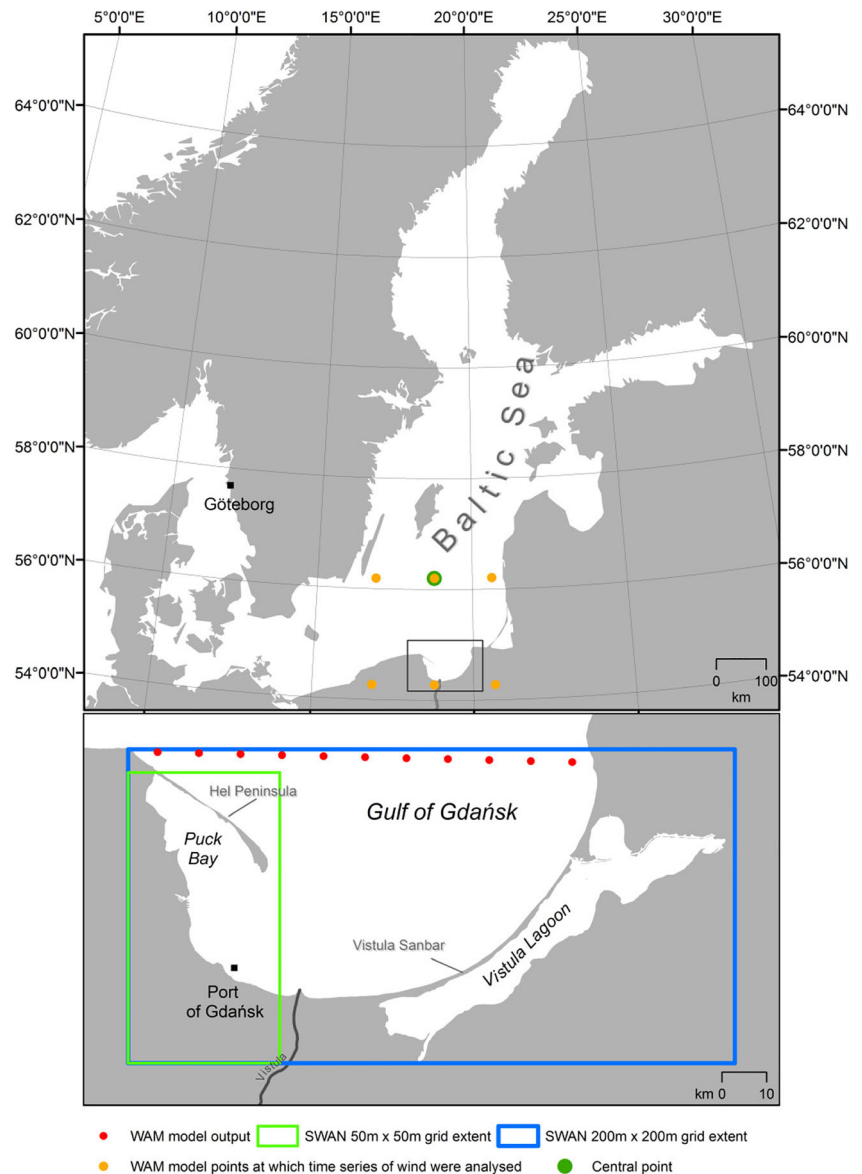 5°0'0"E 10°0'0"E 15°0'0"E 20°0'0"E 25°0'0"E 30°0'0"E
64°0'0"N 64°0'0"N
62°0'0"N 62°0'0"N
60°0'0"N 60°0'0"N
Baltic Sea
58°0'0"N 58°0'0"N
Göteborg
56°0'0"N 56°0'0"N
54°0'0"N 54°0'0"N
0 100
km
Hel Peninsula
Gulf of Gdańsk
Puck
Bay
Vistula Sanbar
Vistula Lagoon
Port
of Gdańsk
Vistula
km 0 10
WAM model output SWAN 50m x 50m grid extent SWAN 200m x 200m grid extent
WAM model points at which time series of wind were analysed Central point